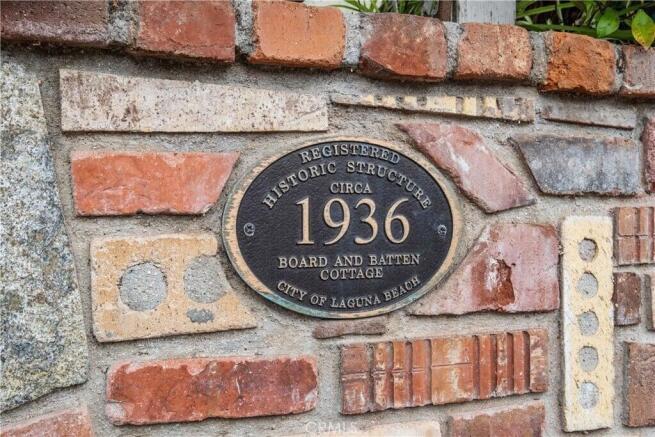 REGISTERED
HISTORIC STRUCTURE
CIRCA
1936
BOARD AND BATTEN
COTTAGE
CITY OF LAGUNA BEACH
CRMLS